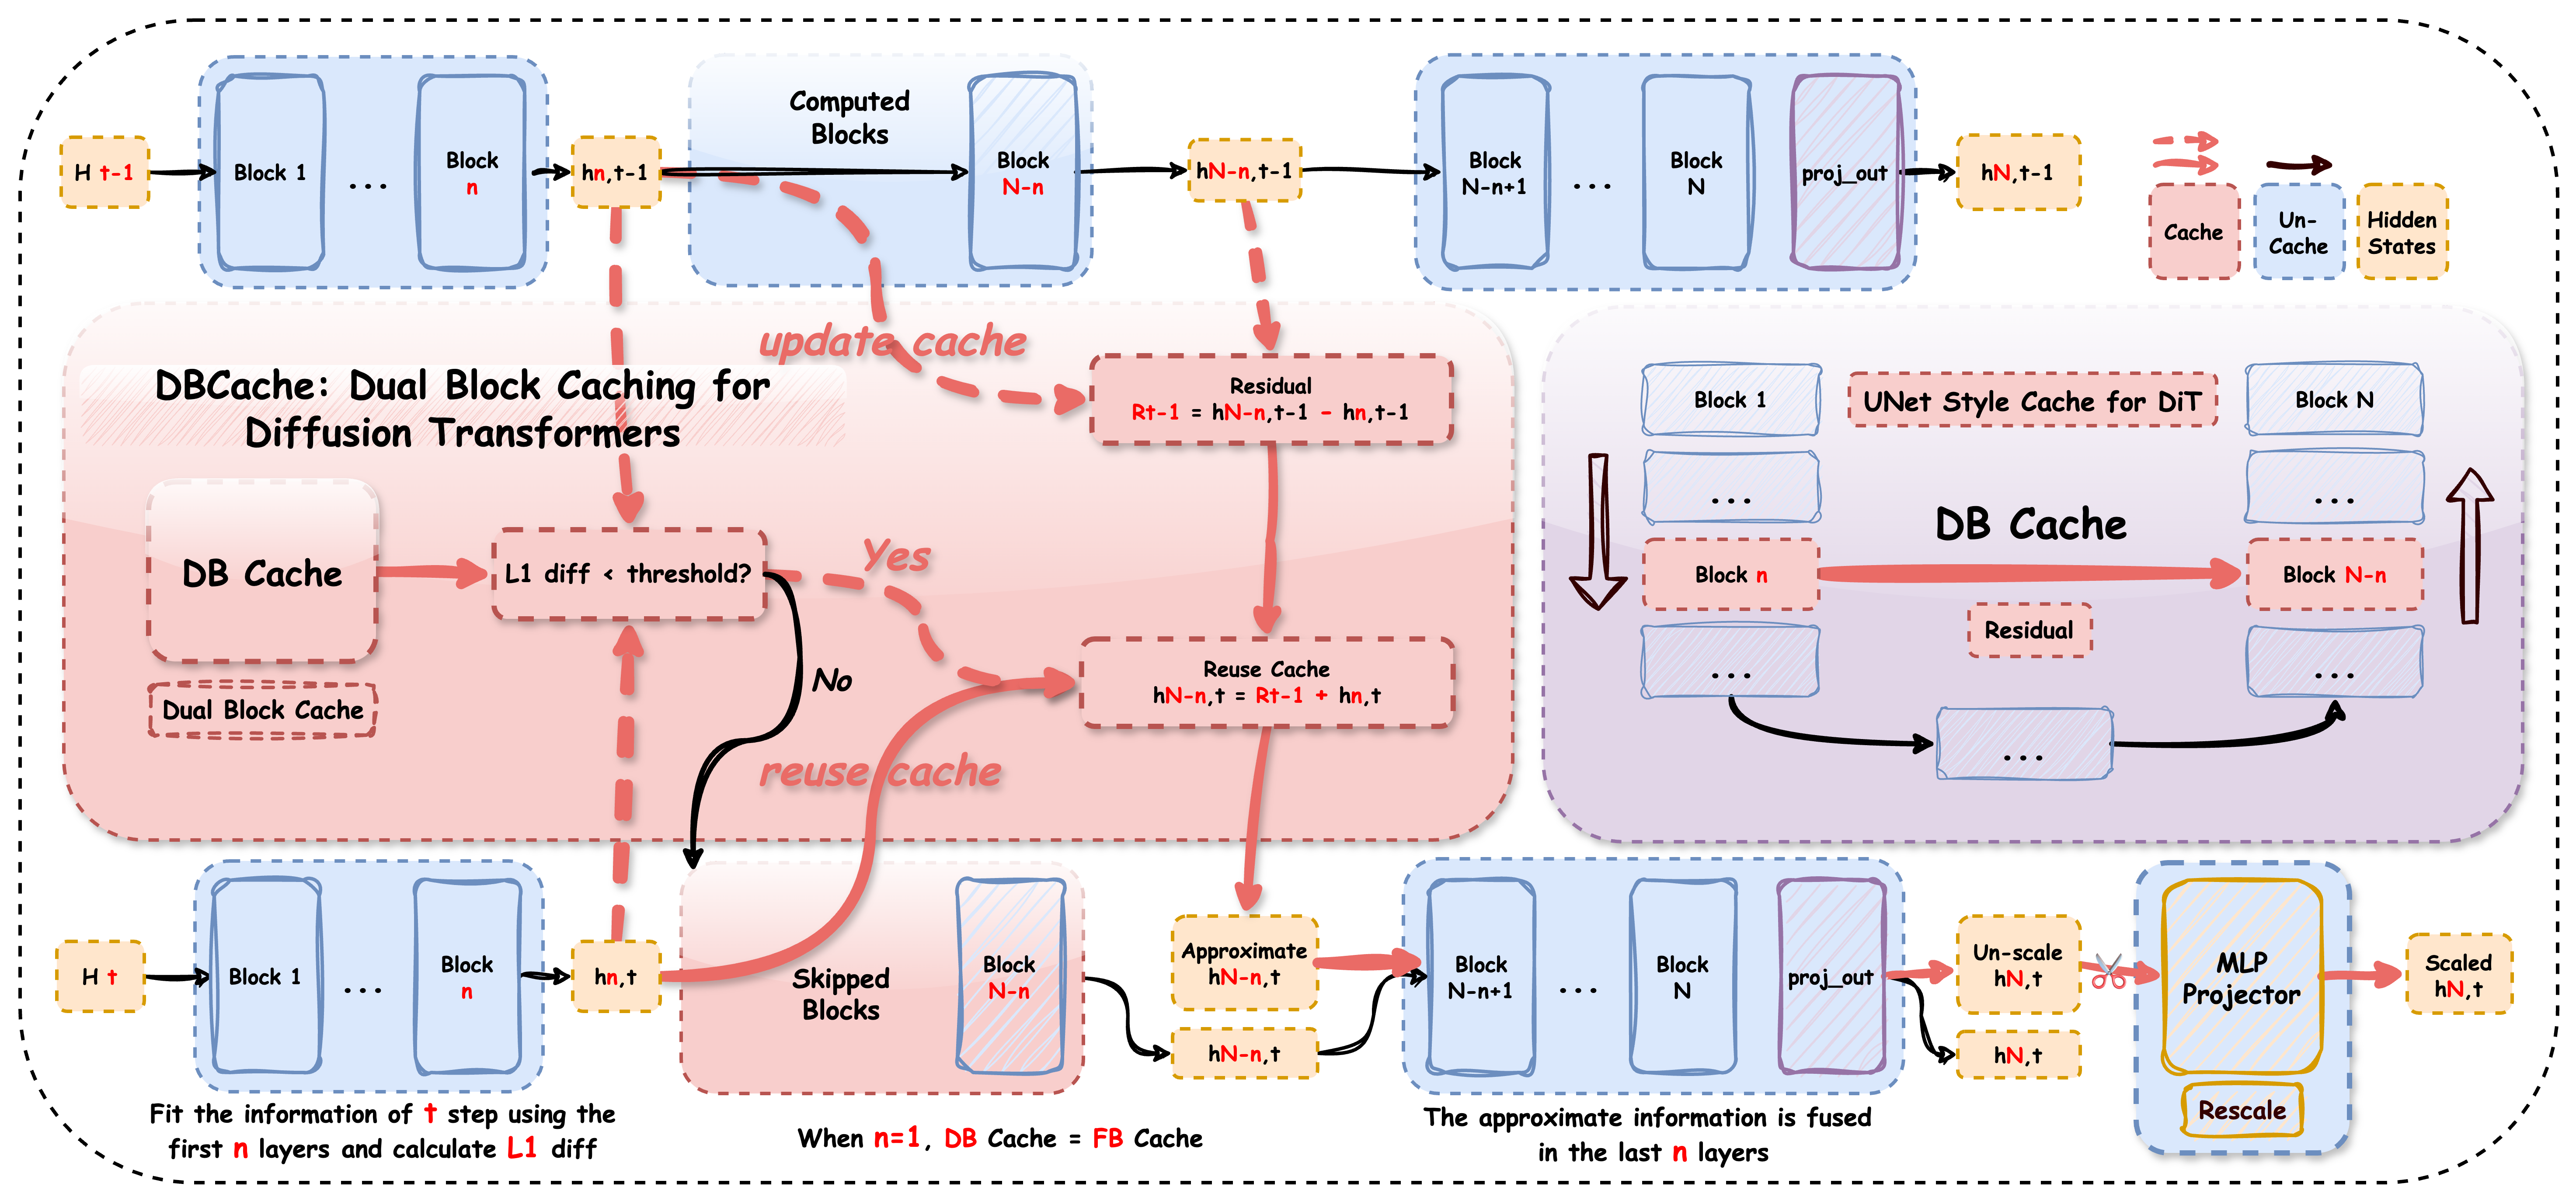 H t-1
Block 1
...
Block
n
hn,t-1
Computed
Blocks
Block
N-n
hN-n,t-1
Block
N-n+1
...
Block
N
proj_out
hN,t-1
Cache
Un-
Cache
Hidden
States
update cache
DBCache: Dual Block Caching for
Diffusion Transformers
Residual
Rt-1 = hN-n,t-1 - hn,t-1
DB Cache
Dual Block Cache
L1 diff < threshold?
Yes
No
Reuse Cache
hN-n,t = Rt-1 + hn,t
reuse cache
Block 1
UNet Style Cache for DiT
Block N
...
...
DB Cache
Block n
Block N-n
Residual
...
...
...
H t
Block 1
...
Block
n
hn,t
Skipped
Blocks
Block
N-n
Approximate
hN-n,t
hN-n,t
Block
N-n+1
...
Block
N
proj_out
Un-scale
hN,t
hN,t
MLP
Projector
Rescale
Scaled
hN,t
Fit the information of t step using the
first n layers and calculate L1 diff
When n=1, DB Cache = FB Cache
The approximate information is fused
in the last n layers